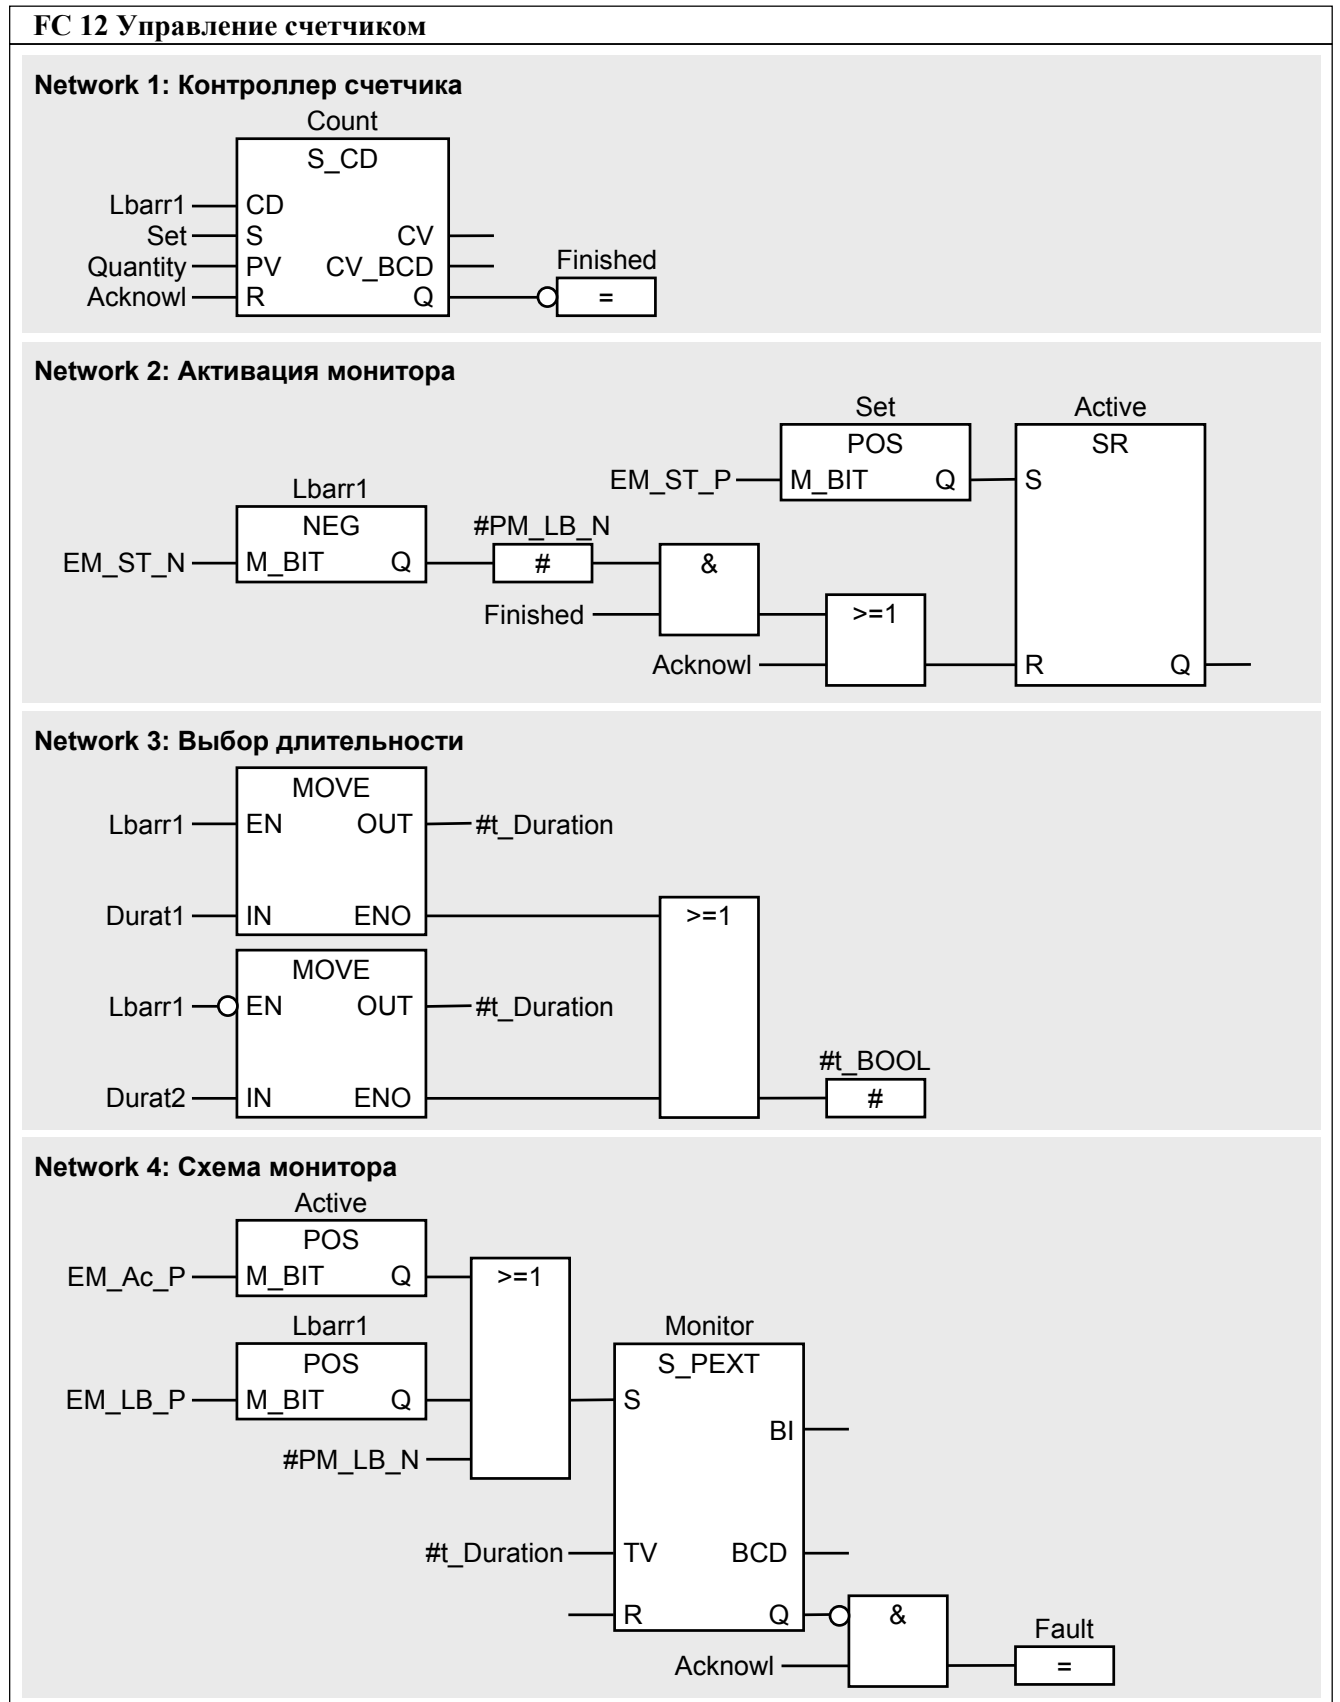 FC 12 Управление счетчиком
Network 1: Контроллер счетчика
Count
S_CD
Lbarr1 CD
Set S CV
Quantity PV CV_BCD Finished
Acknowl R Q =
Network 2: Активация монитора
Set Active
POS SR
EM_ST_P M_BIT Q S
Lbarr1
NEG #PM_LB_N
EM_ST_N M_BIT Q # &
Finished >=1
Acknowl R Q
Network 3: Выбор длительности
MOVE
Lbarr1 EN OUT #t_Duration
Durat1 IN ENO >=1
MOVE
Lbarr1 EN OUT #t_Duration
#t_BOOL
Durat2 IN ENO #
Network 4: Схема монитора
Active
POS
EM_Ac_P M_BIT Q >=1
Lbarr1 Monitor
POS S_PEXT
EM_LB_P M_BIT Q S
BI
#PM_LB_N
#t_Duration TV BCD
R Q & Fault
Acknowl =